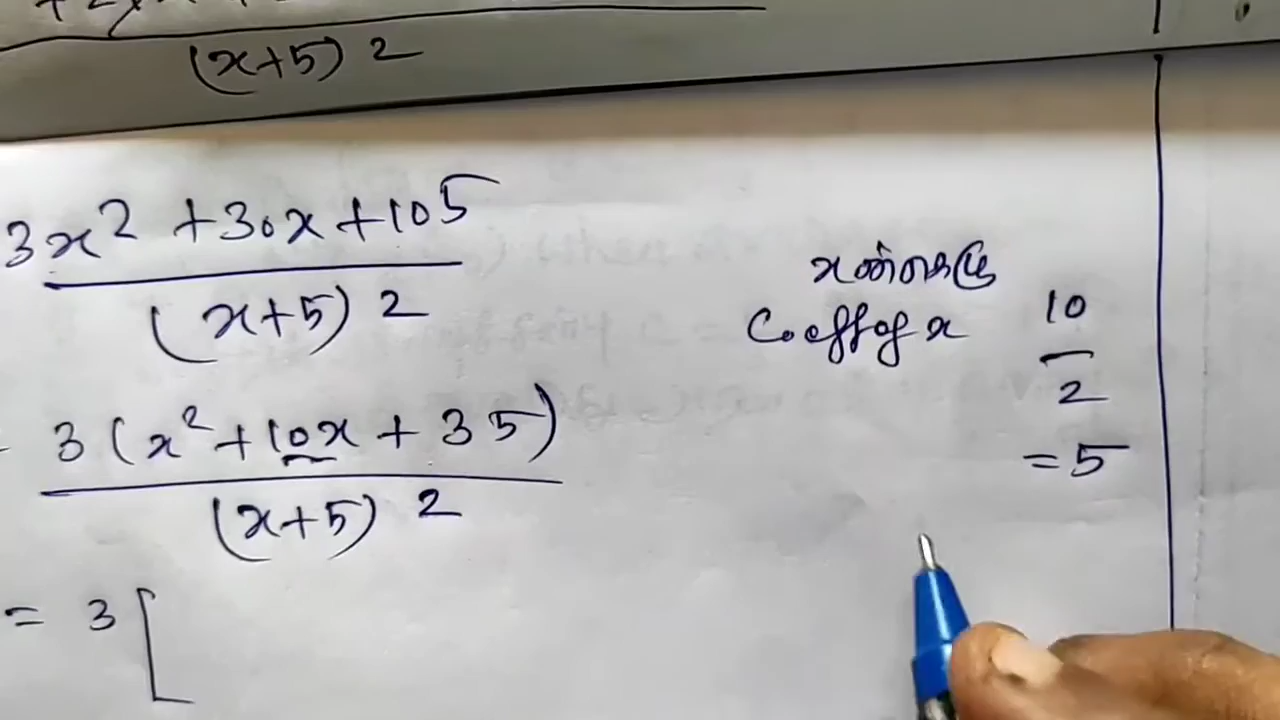 (x+5) 2
3x² +30x+105
(x+5) 2
3(x²+10x+35)
(x+5) 2
= 3 [
Coeff of x
10
2
=5